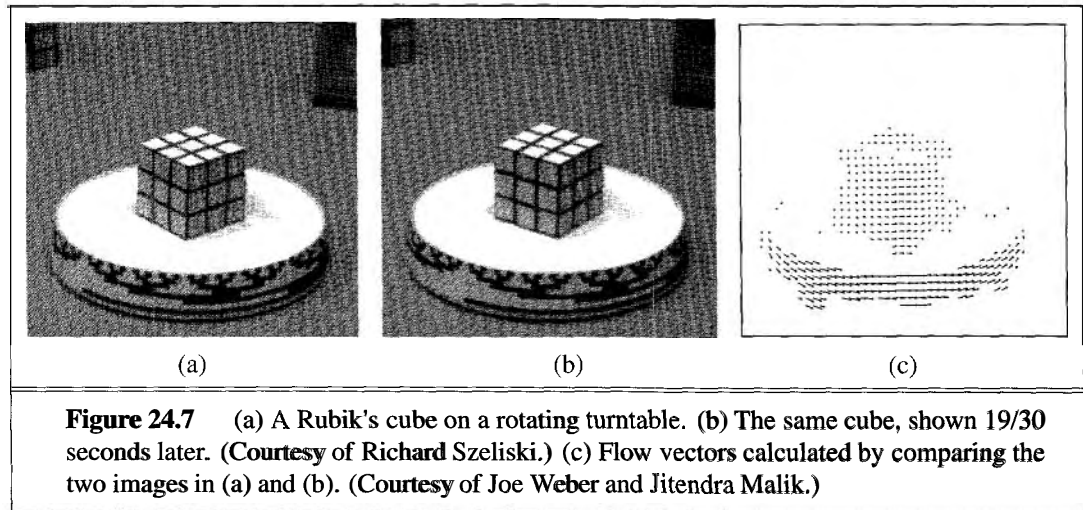 (a) (b) (c)
Figure 24.7 (a) A Rubik's cube on a rotating turntable. (b) The same cube, shown 19/30
seconds later. (Courtesy of Richard Szeliski.) (c) Flow vectors calculated by comparing the
two images in (a) and (b). (Courtesy of Joe Weber and Jitendra Malik.)